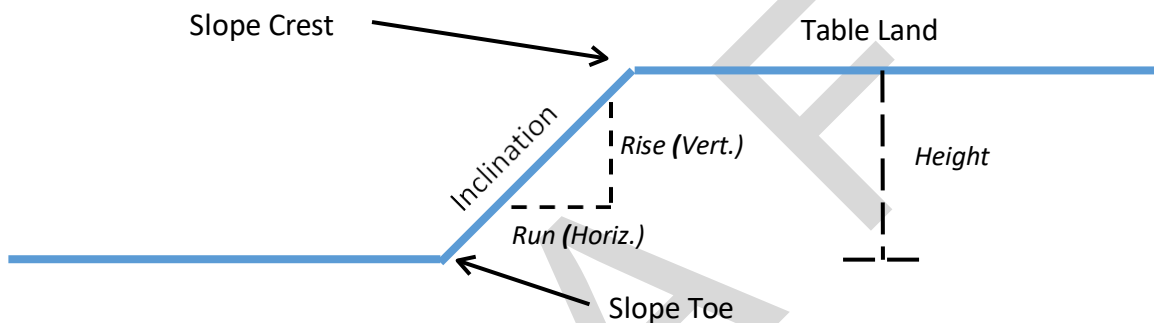 Slope Crest
Table Land
Inclination
Rise (Vert.)
Height
Run (Horiz.)
Slope Toe